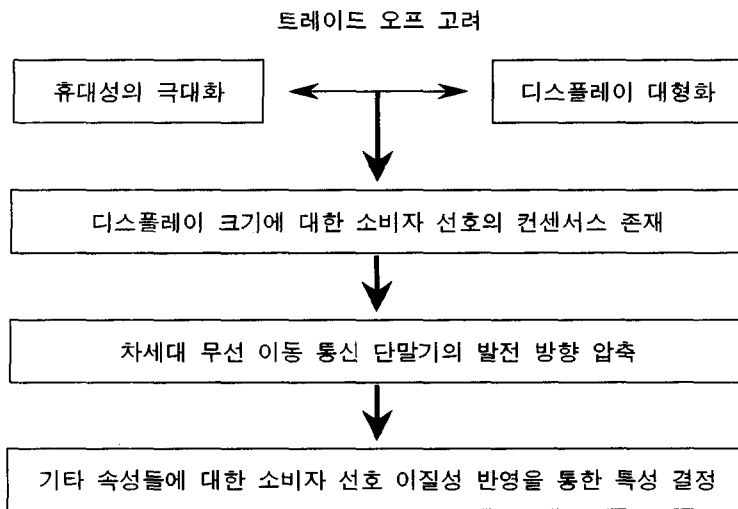 트레이드 오프 고려
휴대성의 극대화
디스플레이 대형화
디스플레이 크기에 대한 소비자 선호의 컨센서스 존재
차세대 무선 이동 통신 단말기의 발전 방향 압축
기타 속성들에 대한 소비자 선호 이질성 반영을 통한 특성 결정